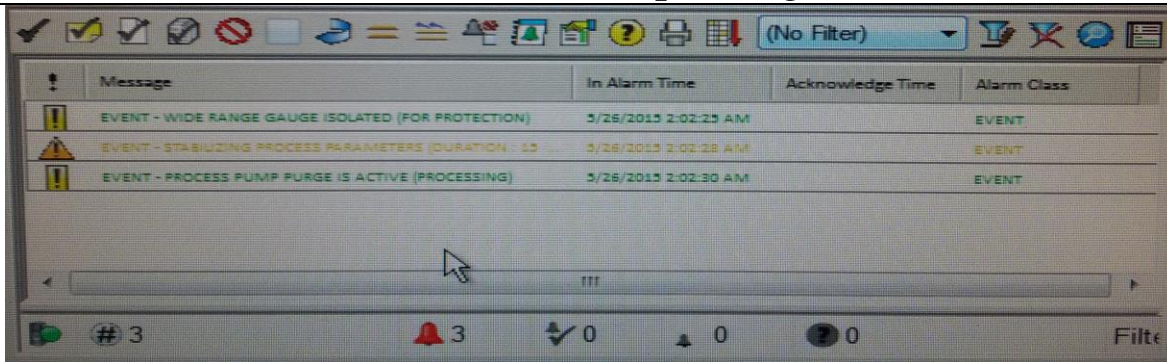 (No Filter)
! Message In Alarm Time Acknowledge Time Alarm Class
EVENT - WIDE RANGE GAUGE ISOLATED (FOR PROTECTION) 5/26/2015 2:02:25 AM EVENT
EVENT - STABILIZING PROCESS PARAMETERS (DURATION : 15 ... 5/26/2015 2:02:28 AM EVENT
EVENT - PROCESS PUMP PURGE IS ACTIVE (PROCESSING) 5/26/2015 2:02:30 AM EVENT
# 3 3 0 0 ? 0 Filte